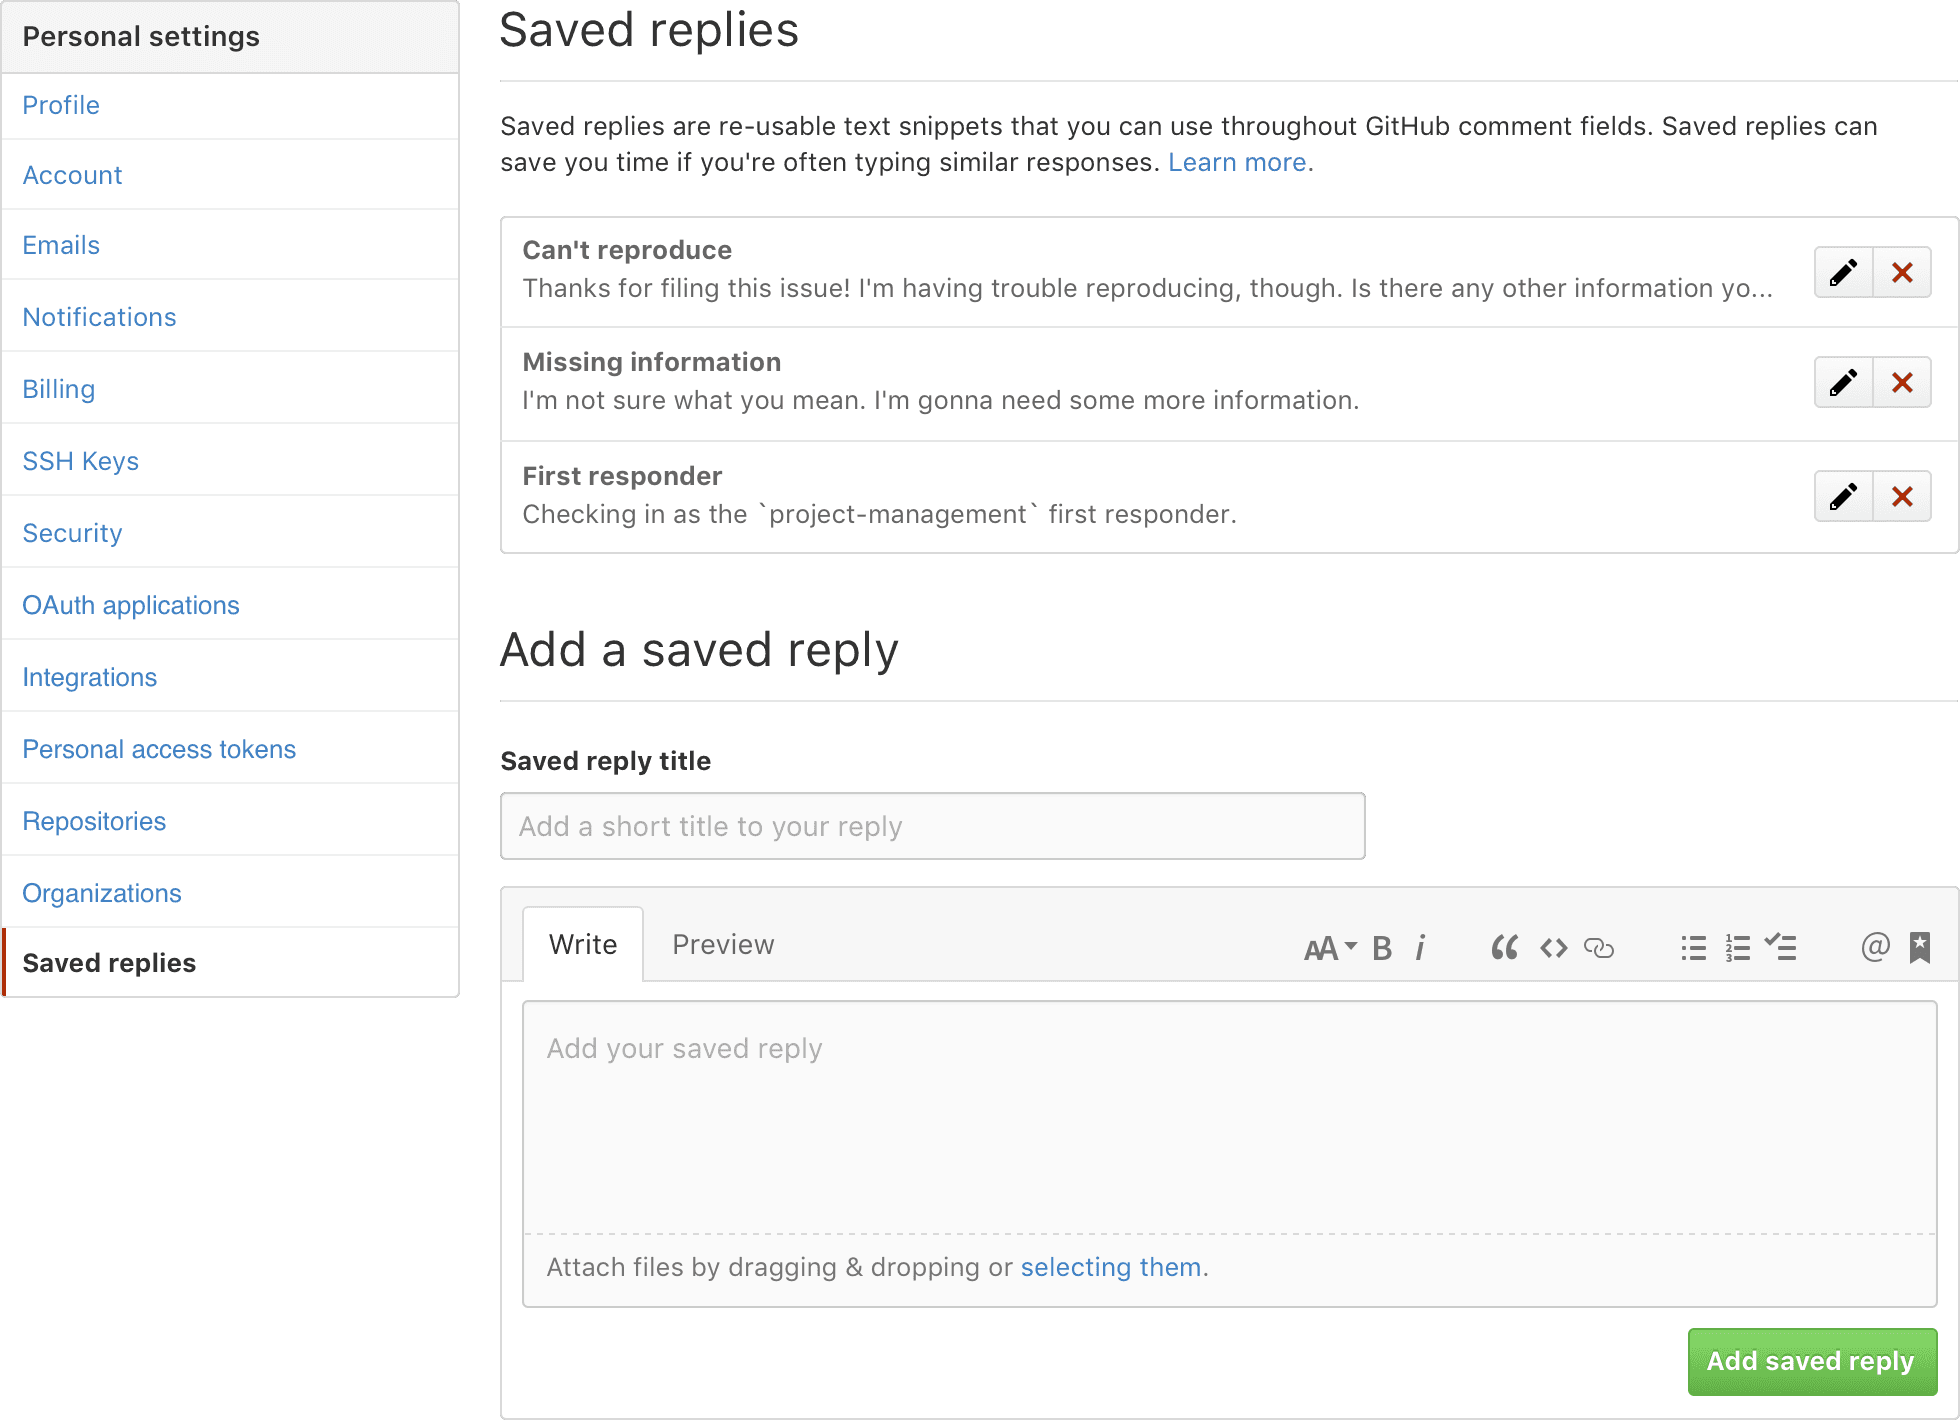 Personal settings
Profile
Account
Emails
Notifications
Billing
SSH Keys
Security
OAuth applications
Integrations
Personal access tokens
Repositories
Organizations
Saved replies
Saved replies
Saved replies are re-usable text snippets that you can use throughout GitHub comment fields. Saved replies can
save you time if you're often typing similar responses. Learn more.
Can't reproduce
Thanks for filing this issue! I'm having trouble reproducing, though. Is there any other information yo...
Missing information
I'm not sure what you mean. I'm gonna need some more information.
First responder
Checking in as the `project-management` first responder.
Add a saved reply
Saved reply title
Add a short title to your reply
Write Preview AA B i “ <> 1 2 3 @
Add your saved reply
Attach files by dragging & dropping or selecting them.
Add saved reply